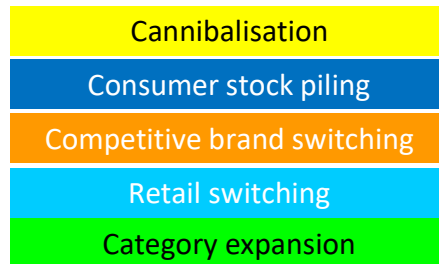 Cannibalisation
Consumer stock piling
Competitive brand switching
Retail switching
Category expansion